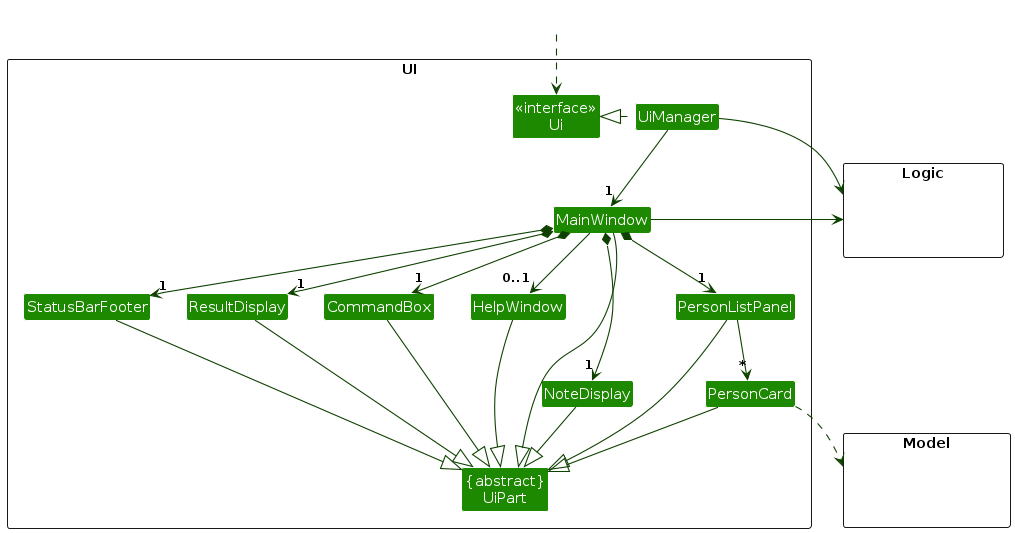 UI
«interface»
Ui
UiManager
Logic
1
MainWindow
1
1
1
0..1
1
StatusBarFooter
ResultDisplay
CommandBox
HelpWindow
PersonListPanel
1
*
NoteDisplay
PersonCard
Model
{abstract}
UiPart